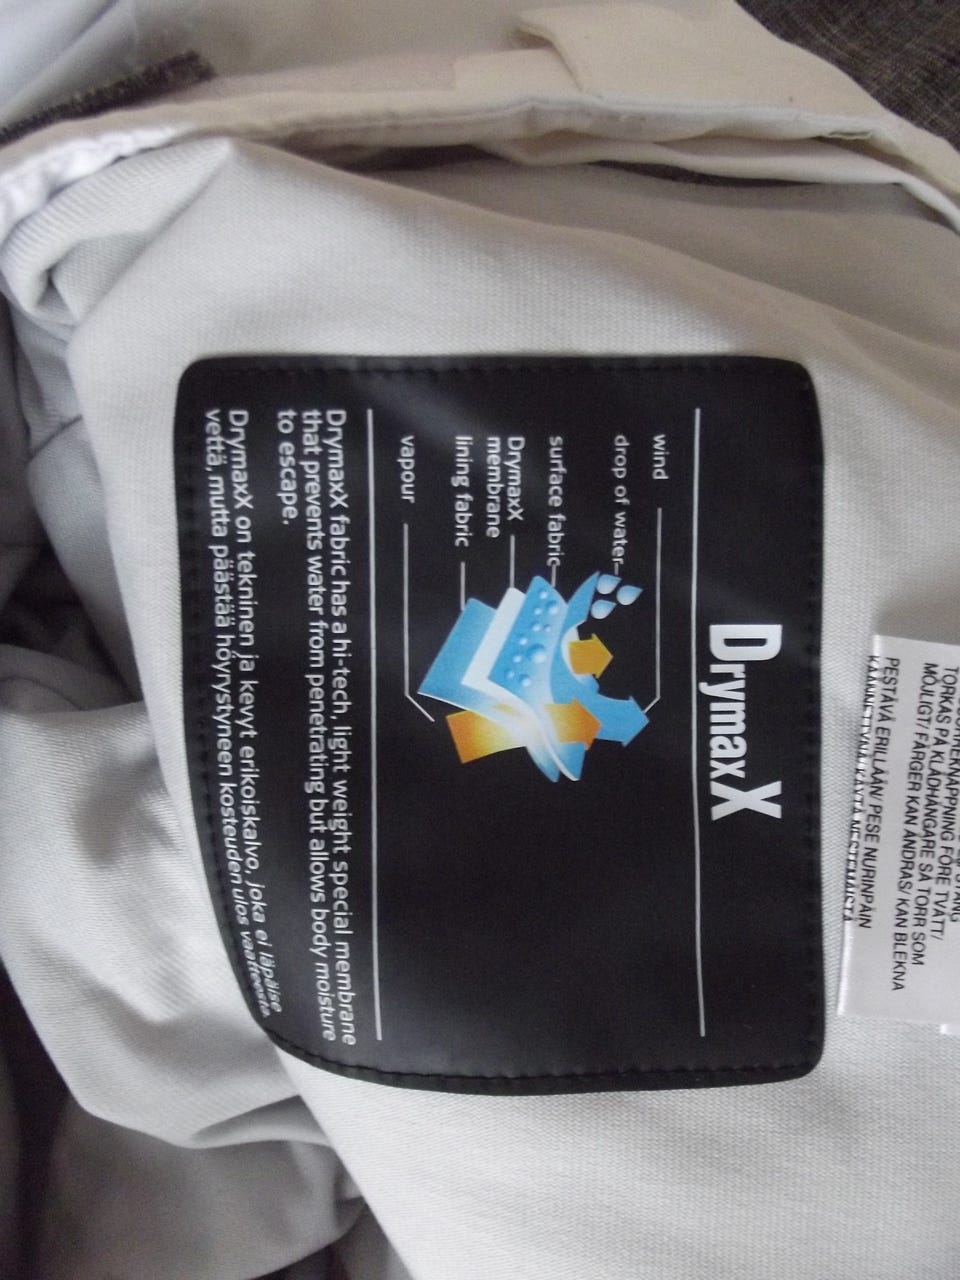 DrymaxX
wind
drop of water
surface fabric
DrymaxX
membrane
lining fabric
vapour
DrymaxX fabric has a hi-tech, light weight special membrane
that prevents water from penetrating but allows body moisture
to escape.
DrymaxX on tekninen ja kevyt erikoiskalvo, joka ei läpäise
vettä, mutta päästää höyrystyneen kosteuden ulos vaatteesta.
TORKAS PÅ KLÄDHÄNGARE SÅ TORR SOM
MÖJLIGT/ FÄRGER KAN ÄNDRAS/ KAN BLEKNA
PESTÄVÄ ERILLÄÄN PESE NURINPÄIN